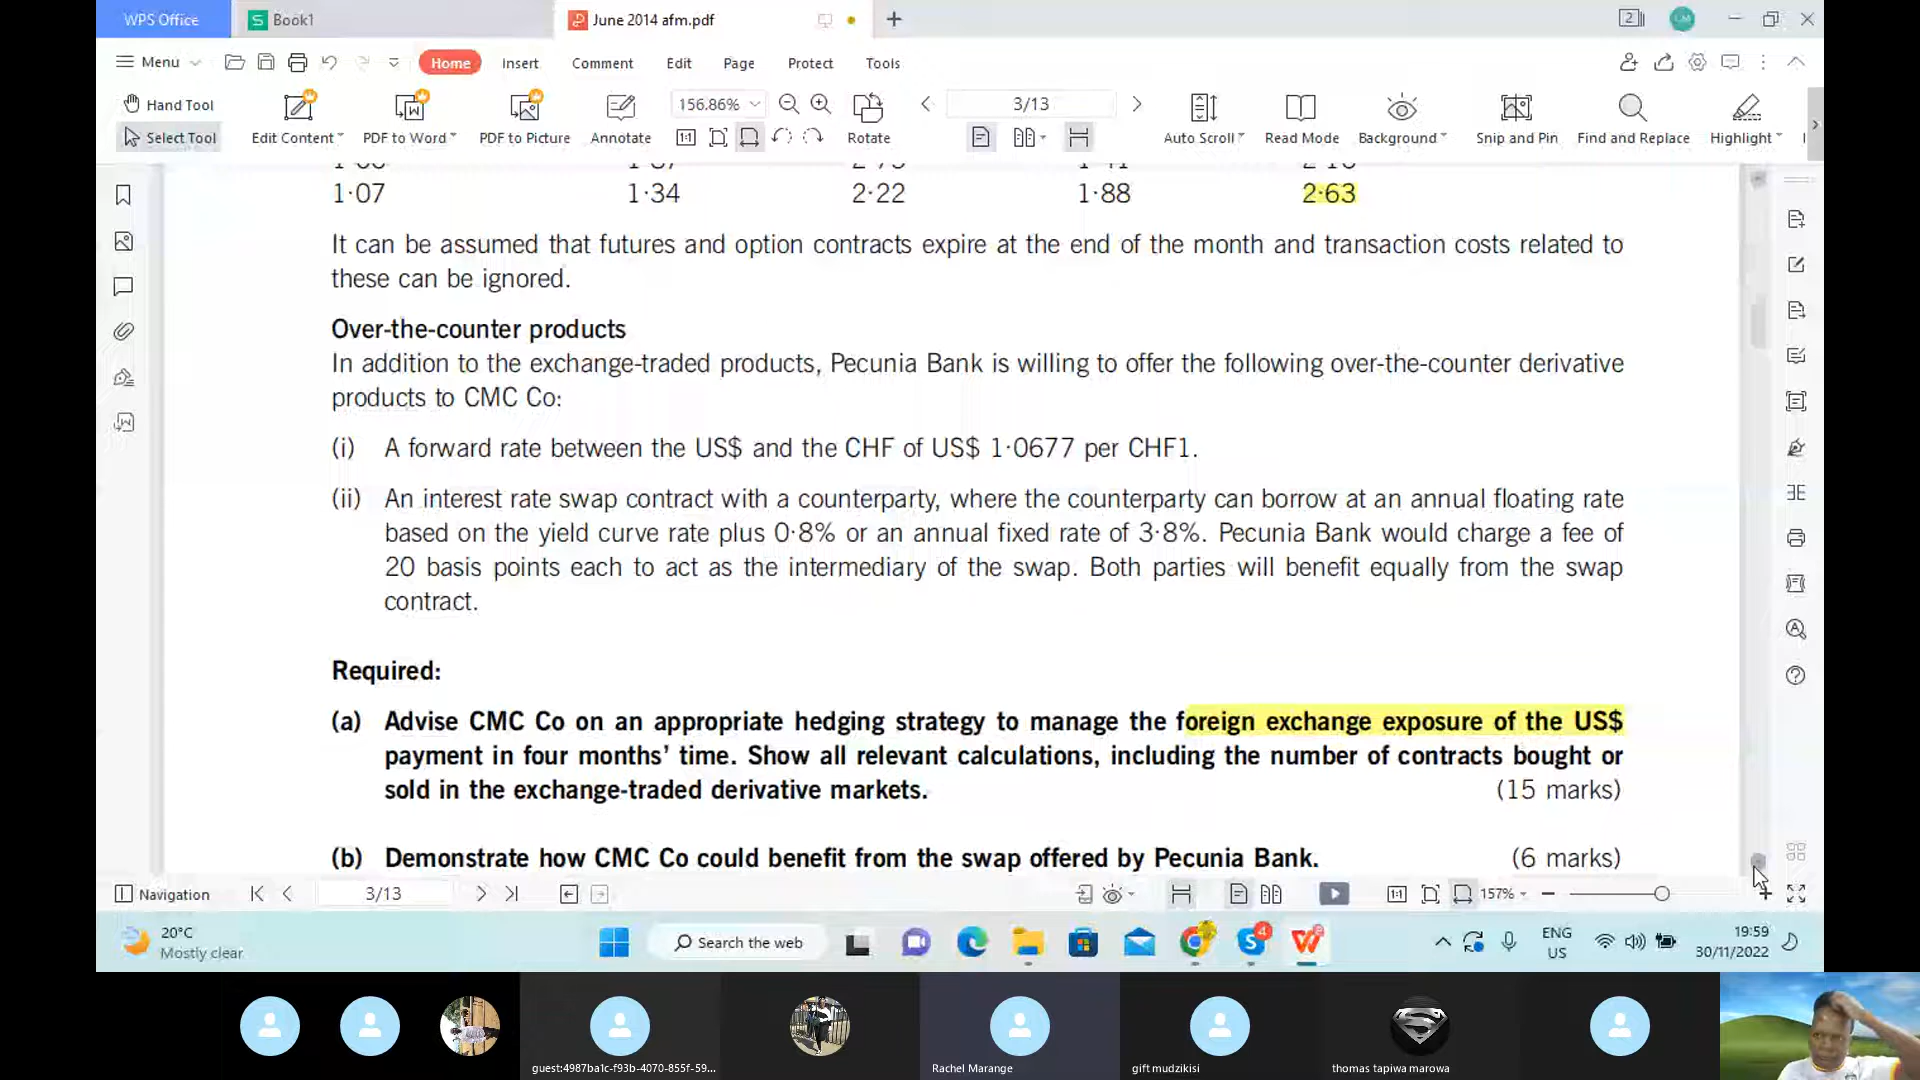 WPS Office
Book1
June 2014 afm.pdf
2
CM
Menu
Home
Insert
Comment
Edit
Page
Protect
Tools
Hand Tool
Select Tool
Edit Content
PDF to Word
PDF to Picture
Annotate
156.86%
Rotate
3/13
Auto Scroll
Read Mode
Background
Snip and Pin
Find and Replace
Highlight
1·07 1·34 2·22 1·88 2·63
It can be assumed that futures and option contracts expire at the end of the month and transaction costs related to
these can be ignored.
Over-the-counter products
In addition to the exchange-traded products, Pecunia Bank is willing to offer the following over-the-counter derivative
products to CMC Co:
(i) A forward rate between the US$ and the CHF of US$ 1·0677 per CHF1.
(ii) An interest rate swap contract with a counterparty, where the counterparty can borrow at an annual floating rate
based on the yield curve rate plus 0·8% or an annual fixed rate of 3·8%. Pecunia Bank would charge a fee of
20 basis points each to act as the intermediary of the swap. Both parties will benefit equally from the swap
contract.
Required:
(a) Advise CMC Co on an appropriate hedging strategy to manage the foreign exchange exposure of the US$
payment in four months’ time. Show all relevant calculations, including the number of contracts bought or
sold in the exchange-traded derivative markets. (15 marks)
(b) Demonstrate how CMC Co could benefit from the swap offered by Pecunia Bank. (6 marks)
Navigation
3/13
157%
20°C
Mostly clear
Search the web
4
ENG
US
19:59
30/11/2022
guest:4987ba1c-f93b-4070-855f-59...
Rachel Marange
gift mudzikisi
thomas tapiwa marowa